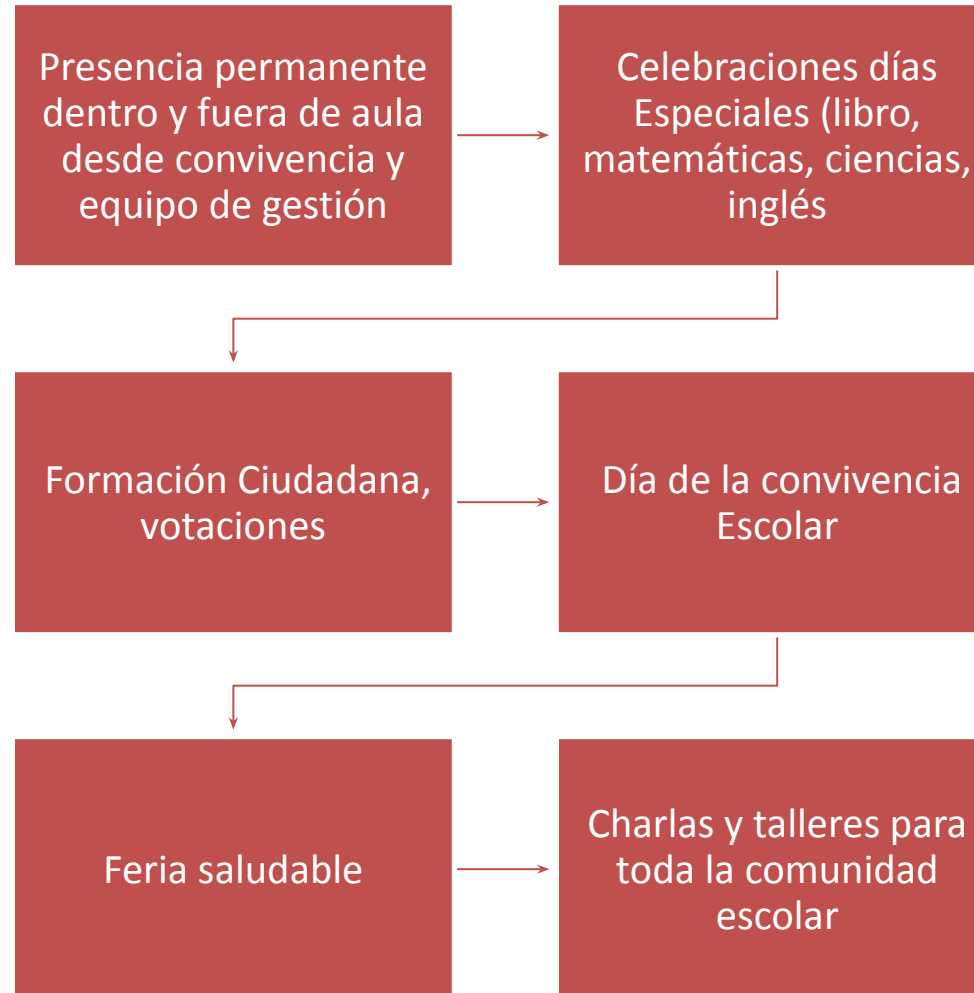 Presencia permanente
dentro y fuera de aula
desde convivencia y
equipo de gestión
Celebraciones días
Especiales (libro,
matemáticas, ciencias,
inglés
Formación Ciudadana,
votaciones
Día de la convivencia
Escolar
Feria saludable
Charlas y talleres para
toda la comunidad
escolar